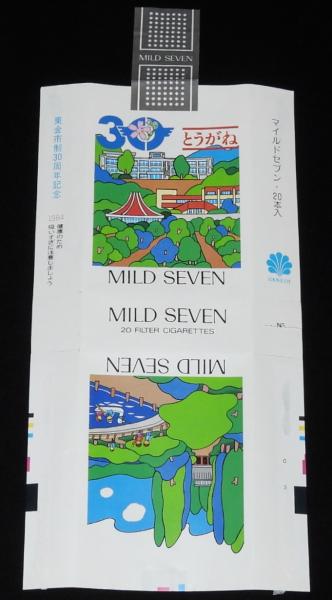 MILD SEVEN
30
とうがね
東金市制30周年記念
1984
健康のため
吸いすぎに注意しましょう
マイルドセブン・20本入
MILD SEVEN
MILD SEVEN
20 FILTER CIGARETTES
MILD SEVEN